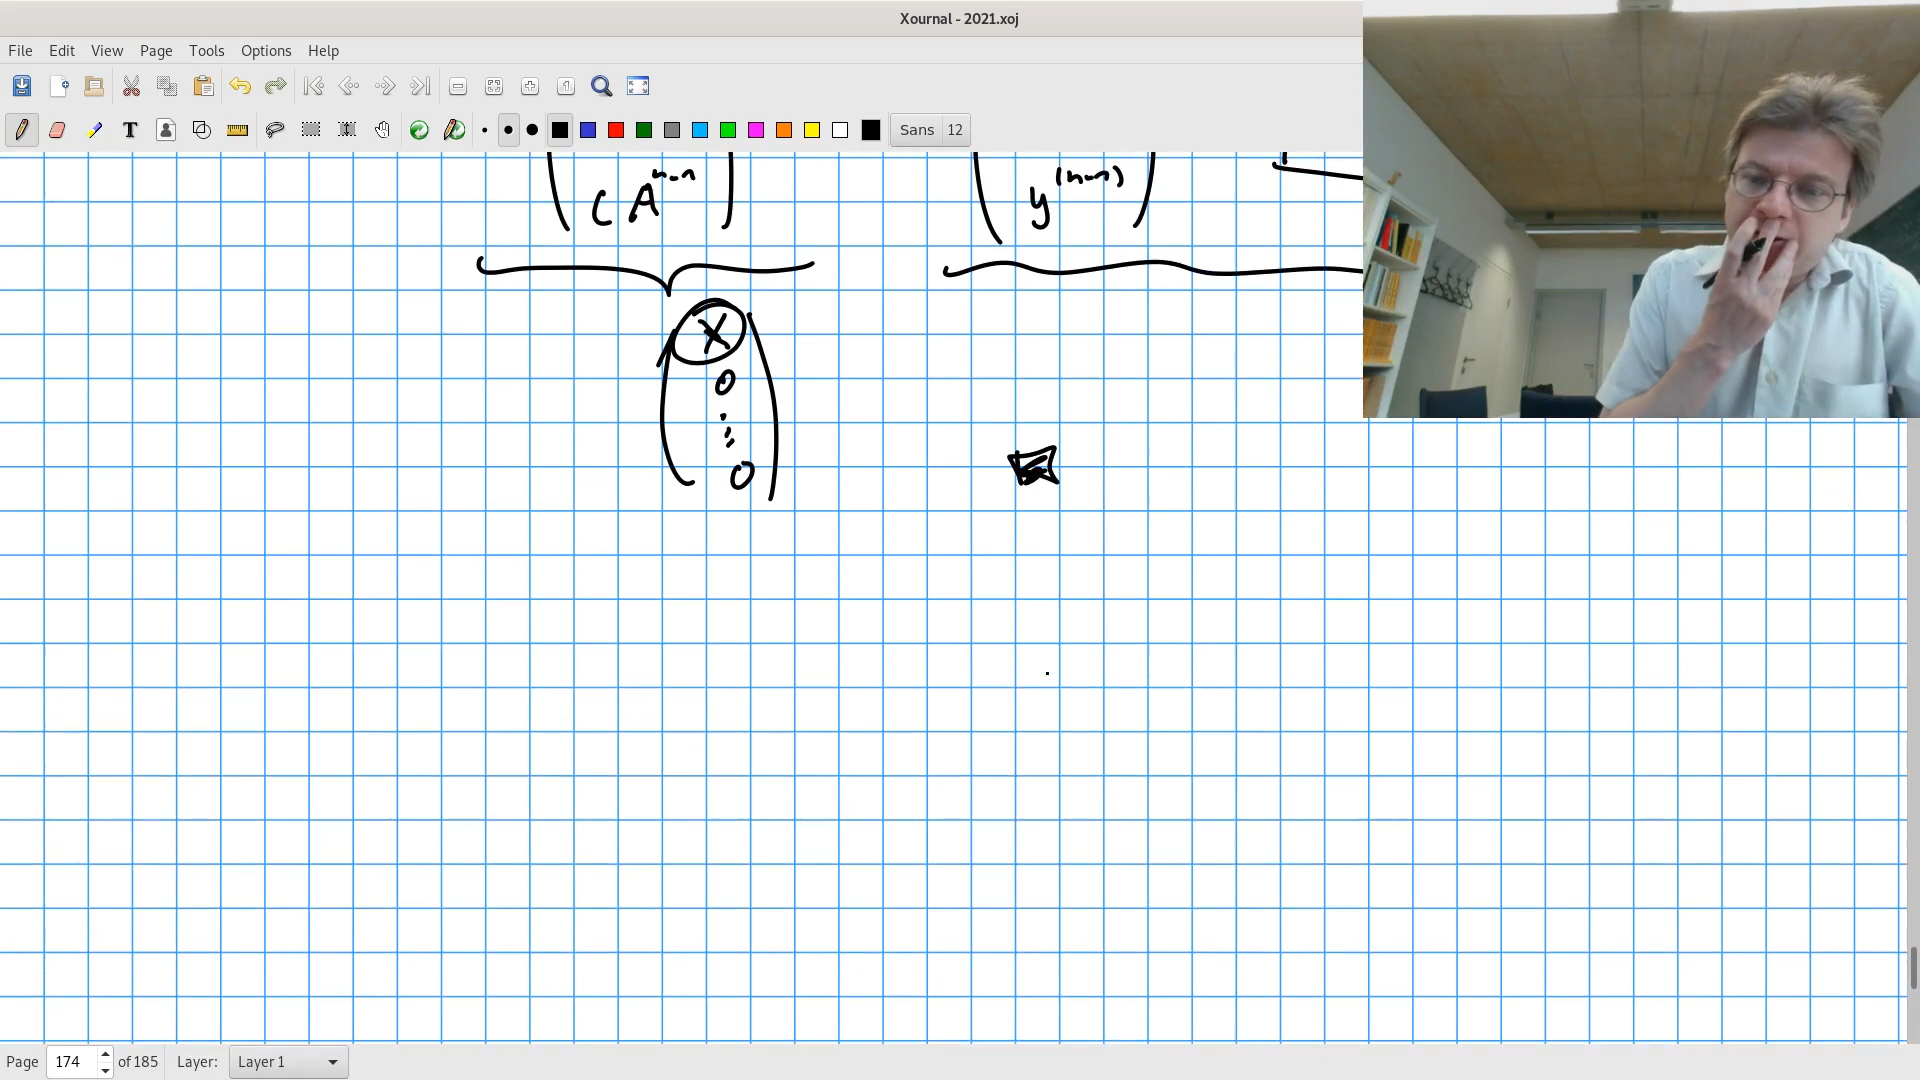 Xournal - 2021.xoj
File Edit View Page Tools Options Help
Sans 12
C A^{n-1}
y^{(n-1)}
X
0
⋮
0
Page 174 of 185 Layer: Layer 1